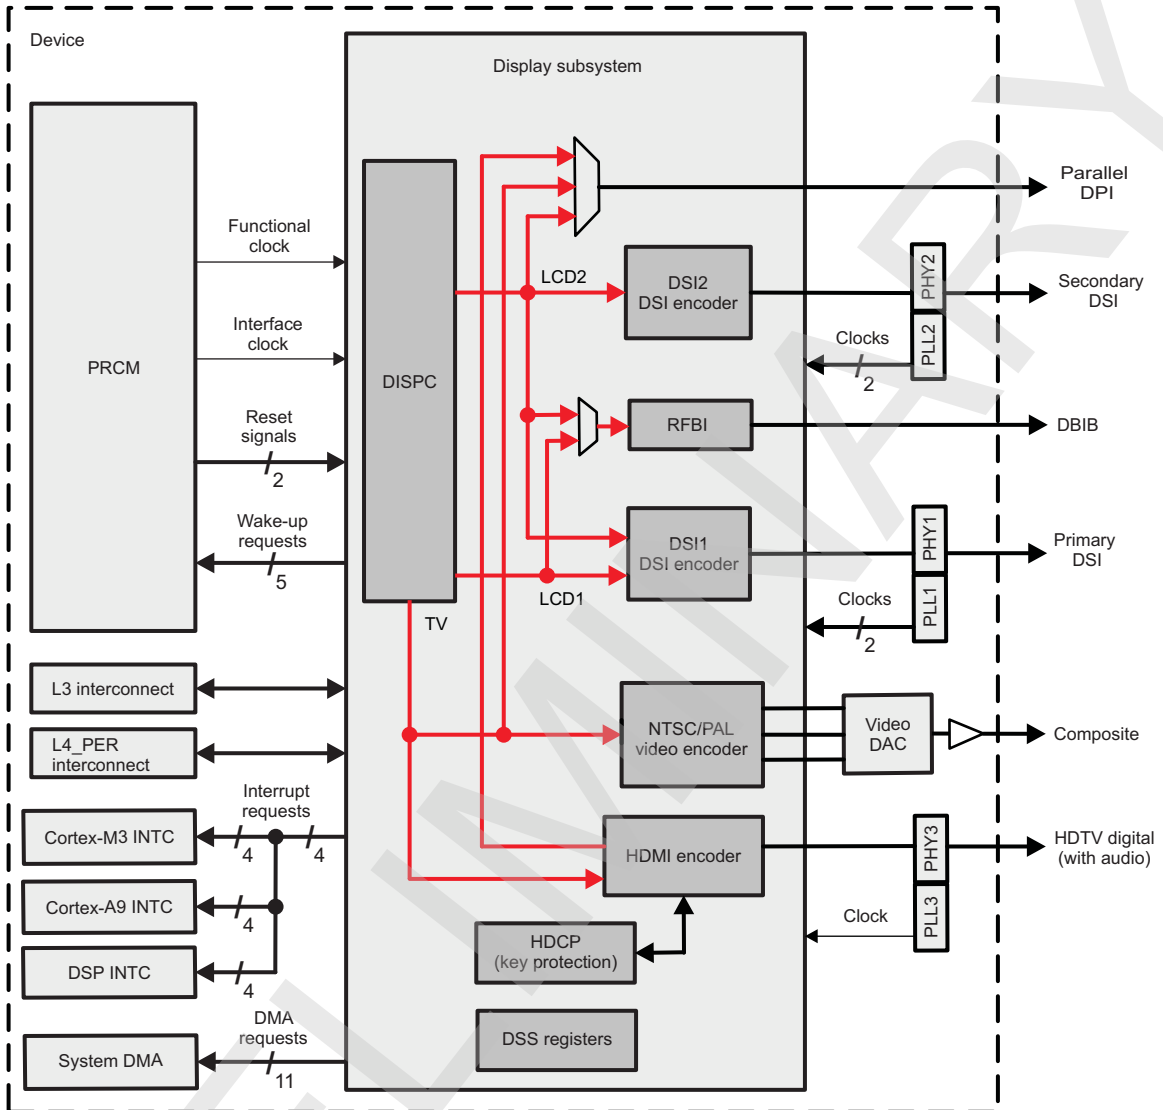 Device
Display subsystem
PRCM
Functional
clock
Interface
clock
Reset
signals
2
Wake-up
requests
5
DISPC
LCD2
LCD1
TV
DSI2
DSI encoder
RFBI
DSI1
DSI encoder
NTSC/PAL
video encoder
HDMI encoder
HDCP
(key protection)
DSS registers
Parallel
DPI
PHY2
PLL2
Clocks
2
Secondary
DSI
DBIB
PHY1
PLL1
Clocks
2
Primary
DSI
Video
DAC
Composite
PHY3
PLL3
Clock
HDTV digital
(with audio)
L3 interconnect
L4_PER
interconnect
Interrupt
requests
Cortex-M3 INTC
4
4
Cortex-A9 INTC
4
DSP INTC
4
System DMA
DMA
requests
11